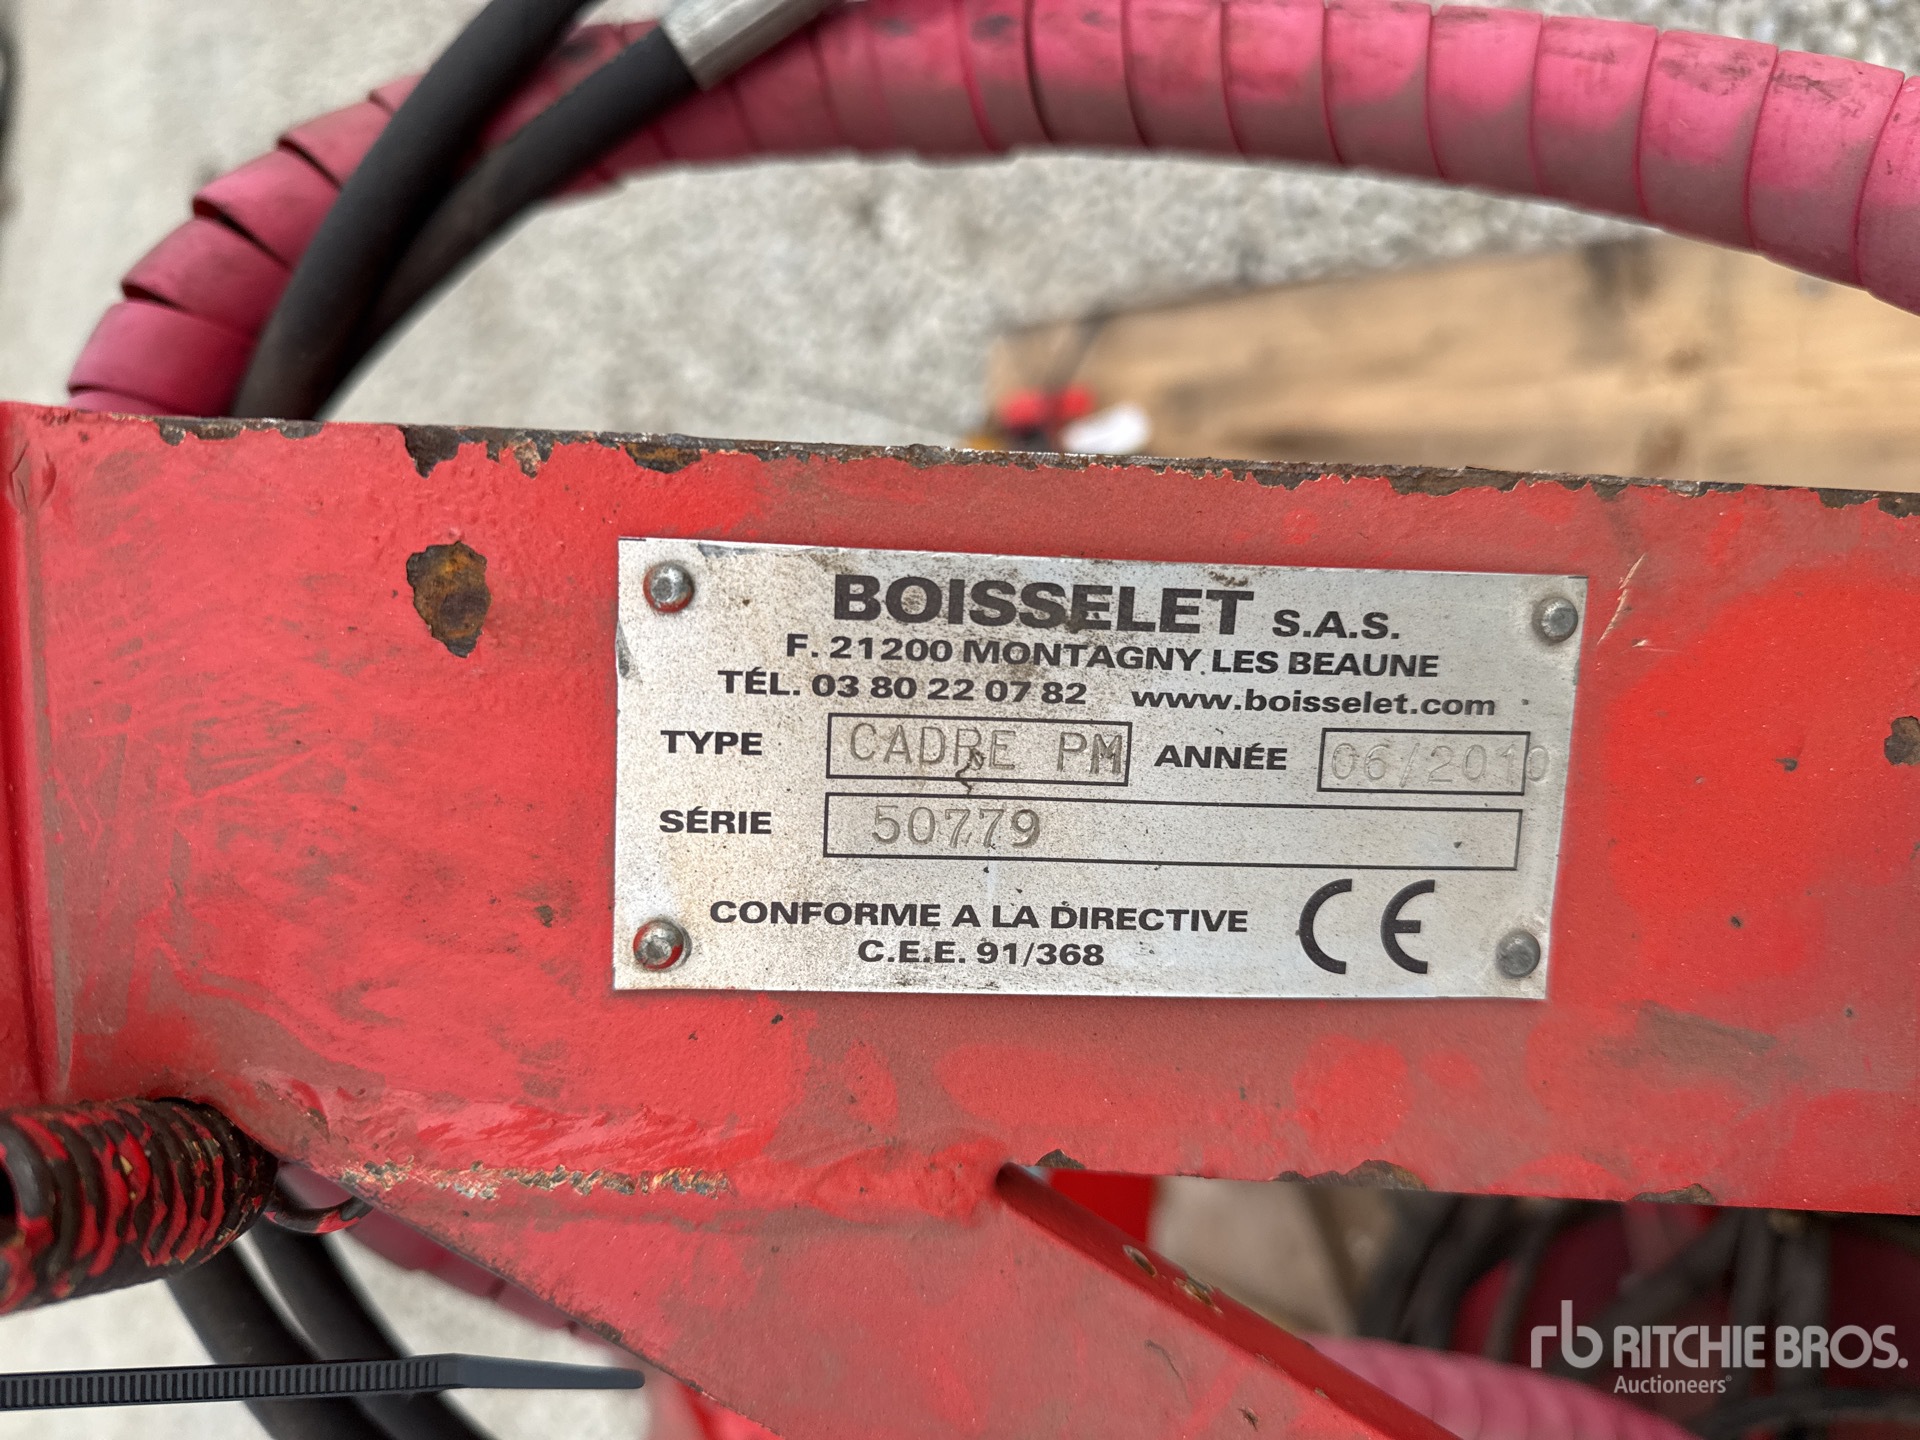 BOISSELET S.A.S.
F. 21200 MONTAGNY LES BEAUNE
TÉL. 03 80 22 07 82 www.boisselet.com
TYPE CADRE PM ANNÉE 06/2010
SÉRIE 50779
CONFORME A LA DIRECTIVE
C.E.E. 91/368
CE
rb RITCHIE BROS.
Auctioneers